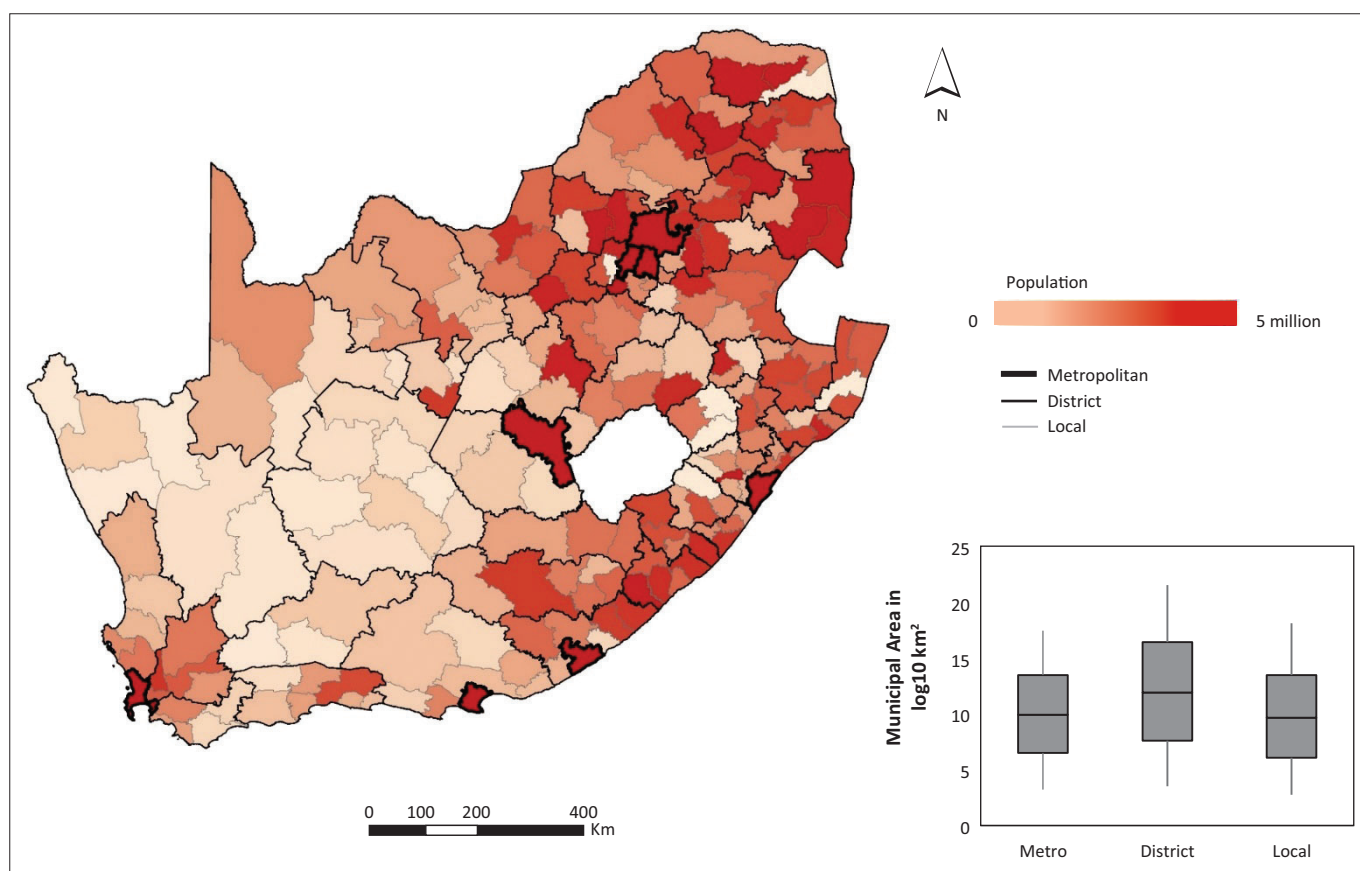 N
Population
0
5 million
Metropolitan
District
Local
0 100 200 400
Km
Municipal Area in
log10 km²
25
20
15
10
5
0
Metro District Local